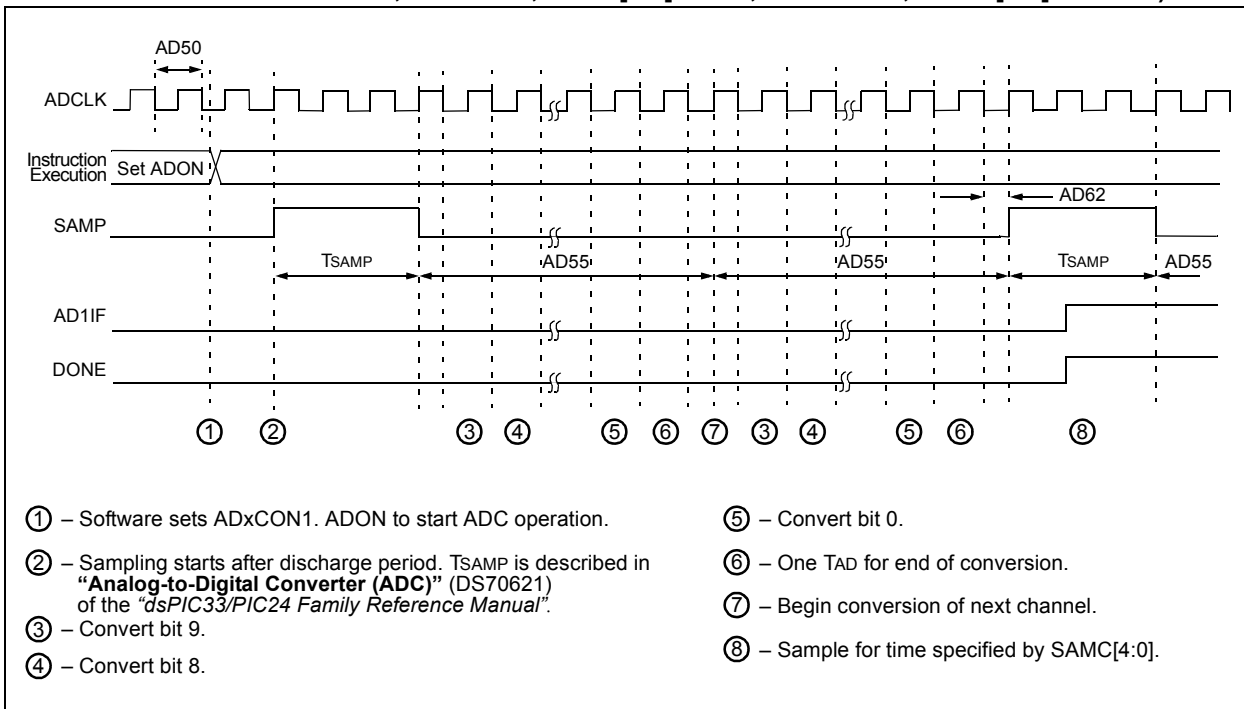 AD50
ADCLK
Instruction
Execution
Set ADON
SAMP
AD62
TSAMP
AD55
AD55
TSAMP
AD55
AD1IF
DONE
1 2 3 4 5 6 7 3 4 5 6 8
1 – Software sets ADxCON1. ADON to start ADC operation.
2 – Sampling starts after discharge period. TSAMP is described in
“Analog-to-Digital Converter (ADC)” (DS70621)
of the “dsPIC33/PIC24 Family Reference Manual”.
3 – Convert bit 9.
4 – Convert bit 8.
5 – Convert bit 0.
6 – One TAD for end of conversion.
7 – Begin conversion of next channel.
8 – Sample for time specified by SAMC[4:0].